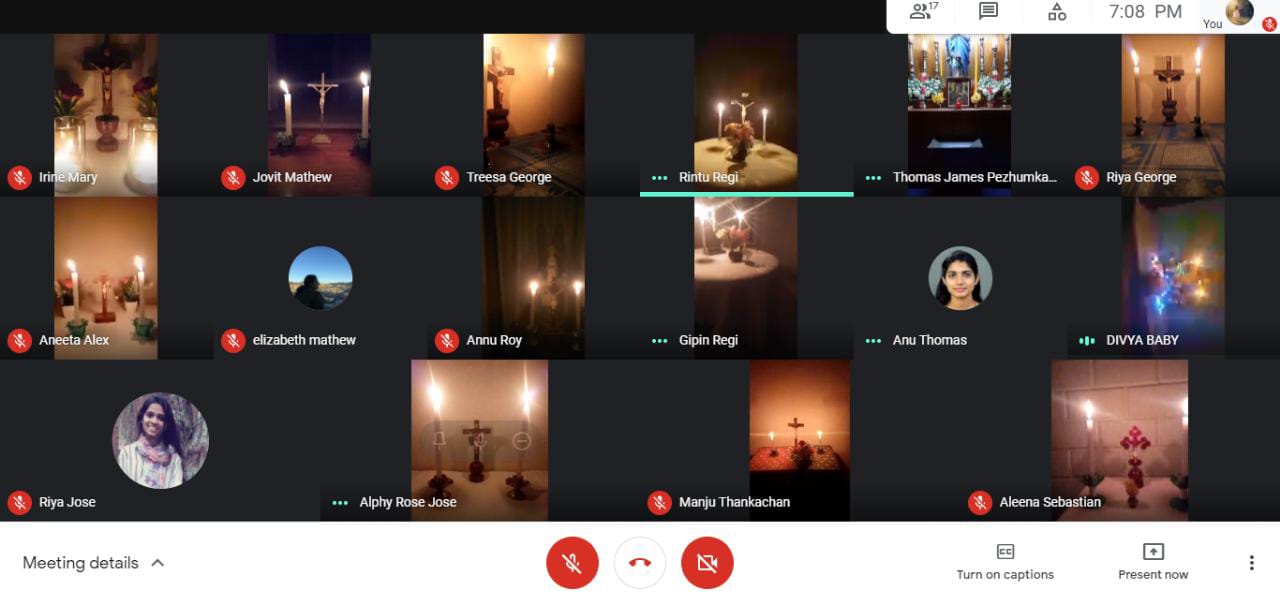 17
7:08 PM
You
Irine Mary
Jovit Mathew
Treesa George
Rintu Regi
Thomas James Pezhumka...
Riya George
Aneeta Alex
elizabeth mathew
Annu Roy
Gipin Regi
Anu Thomas
DIVYA BABY
Riya Jose
Alphy Rose Jose
Manju Thankachan
Aleena Sebastian
Meeting details
CC
Turn on captions
Present now